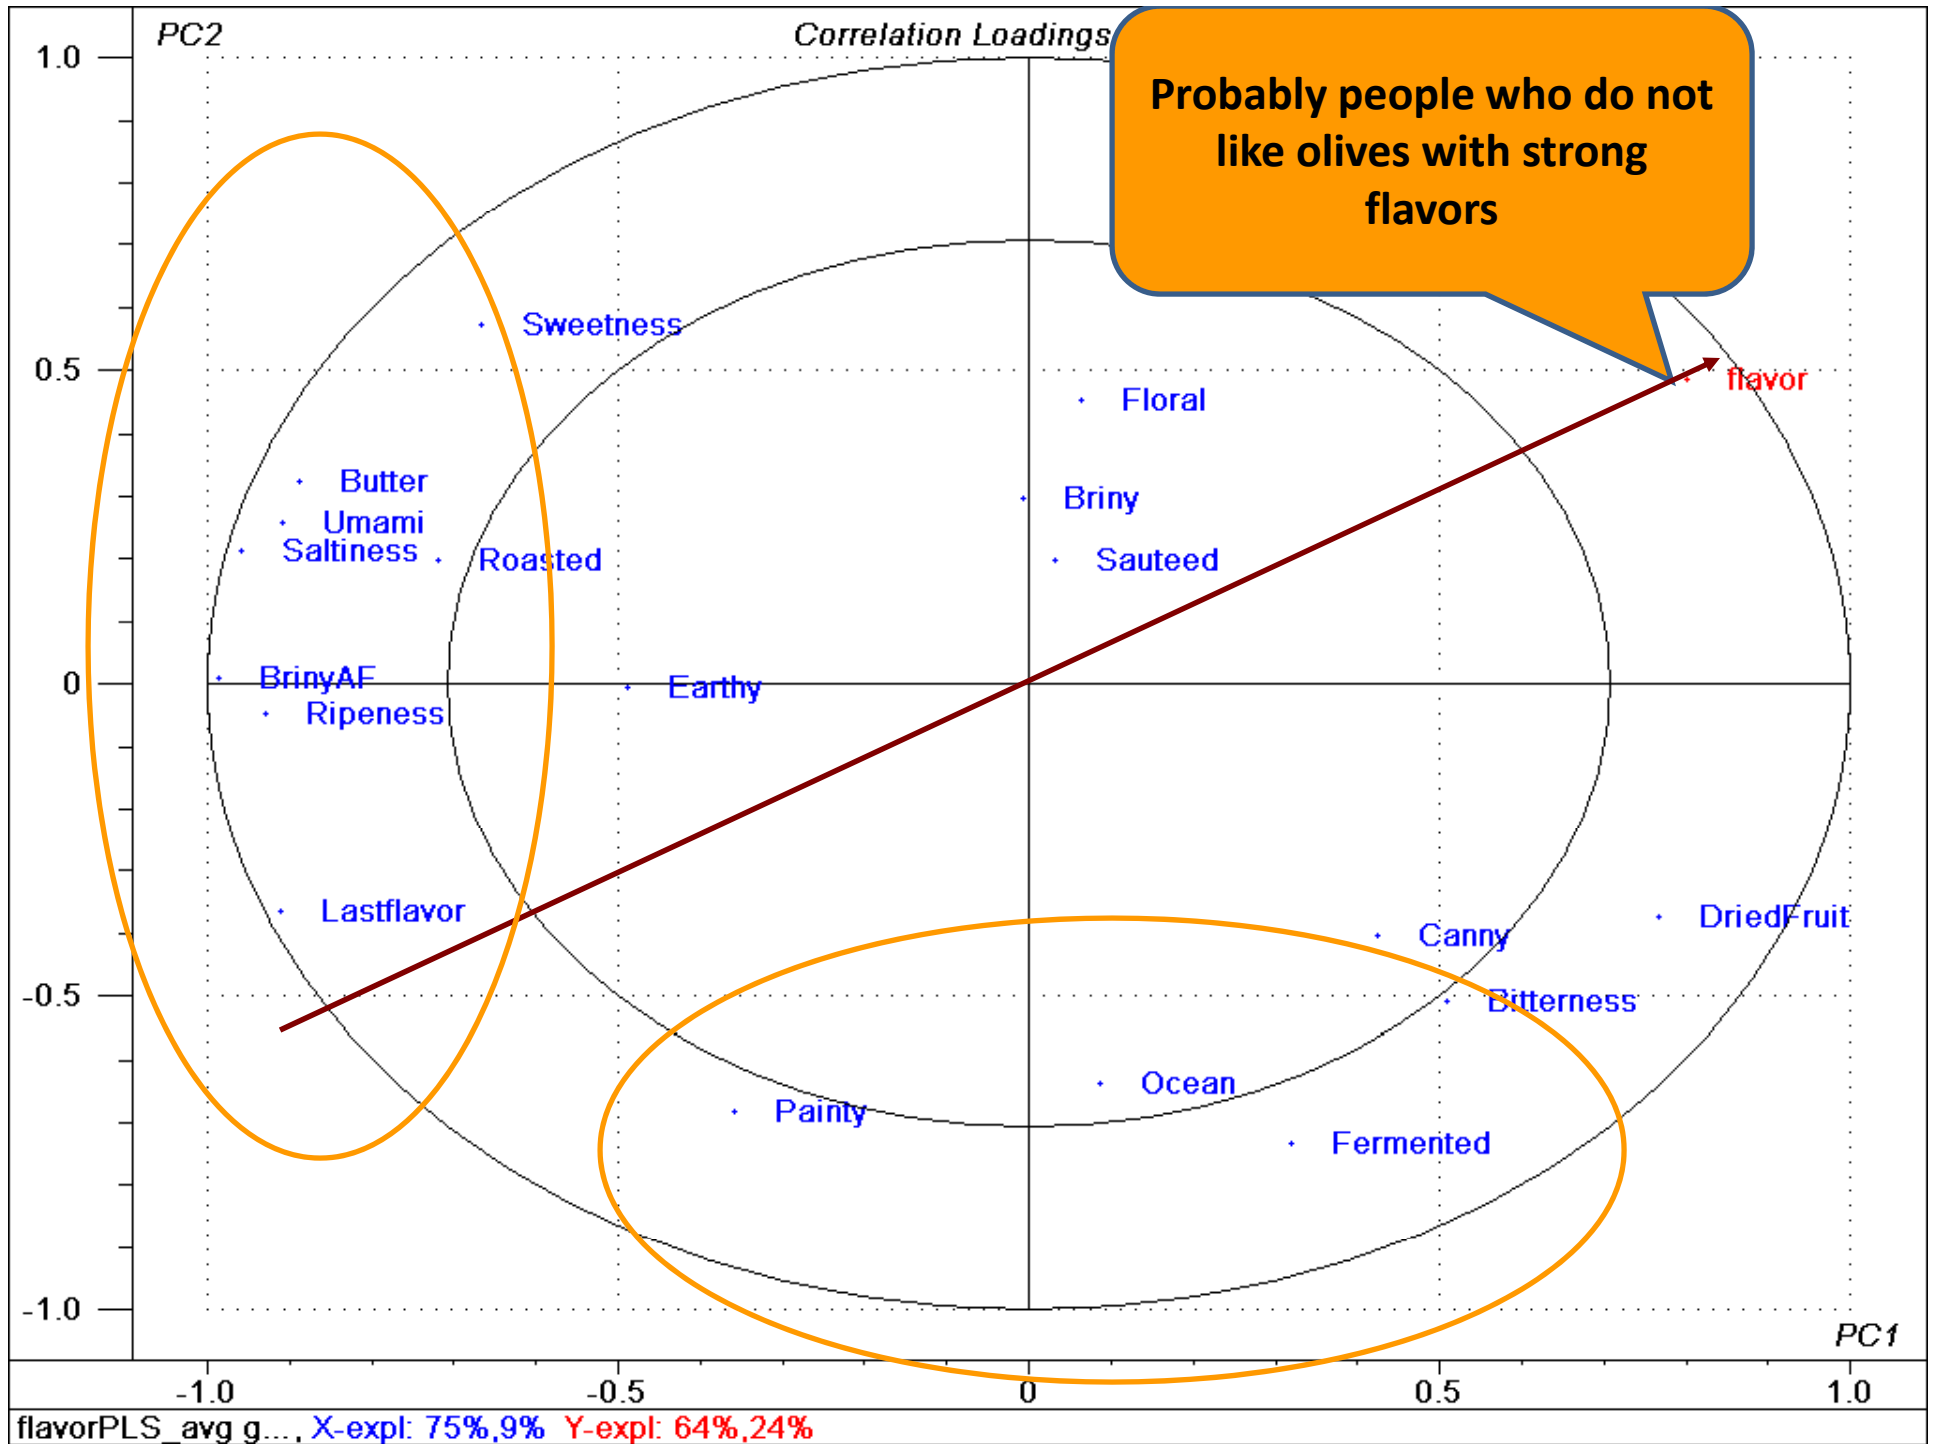 PC2
Correlation Loadings
Probably people who do not
like olives with strong
flavors
1.0
Sweetness
0.5
flavor
Floral
Butter
Briny
Umami
Saltiness
Roasted
Sauteed
0
BrinyAF
Earthy
Ripeness
Lastflavor
DriedFruit
Canny
-0.5
Bitterness
Ocean
Painty
Fermented
-1.0
PC1
-1.0 -0.5 0 0.5 1.0
flavorPLS_avg g..., X-expl: 75%,9% Y-expl: 64%,24%